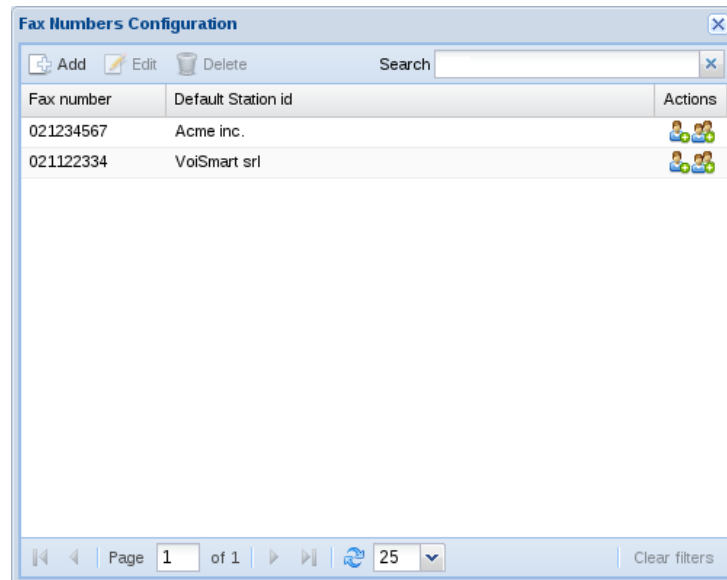 Fax Numbers Configuration
Add Edit Delete Search
Fax number Default Station id Actions
021234567 Acme inc.
021122334 VoiSmart srl
Page 1 of 1 25 Clear filters